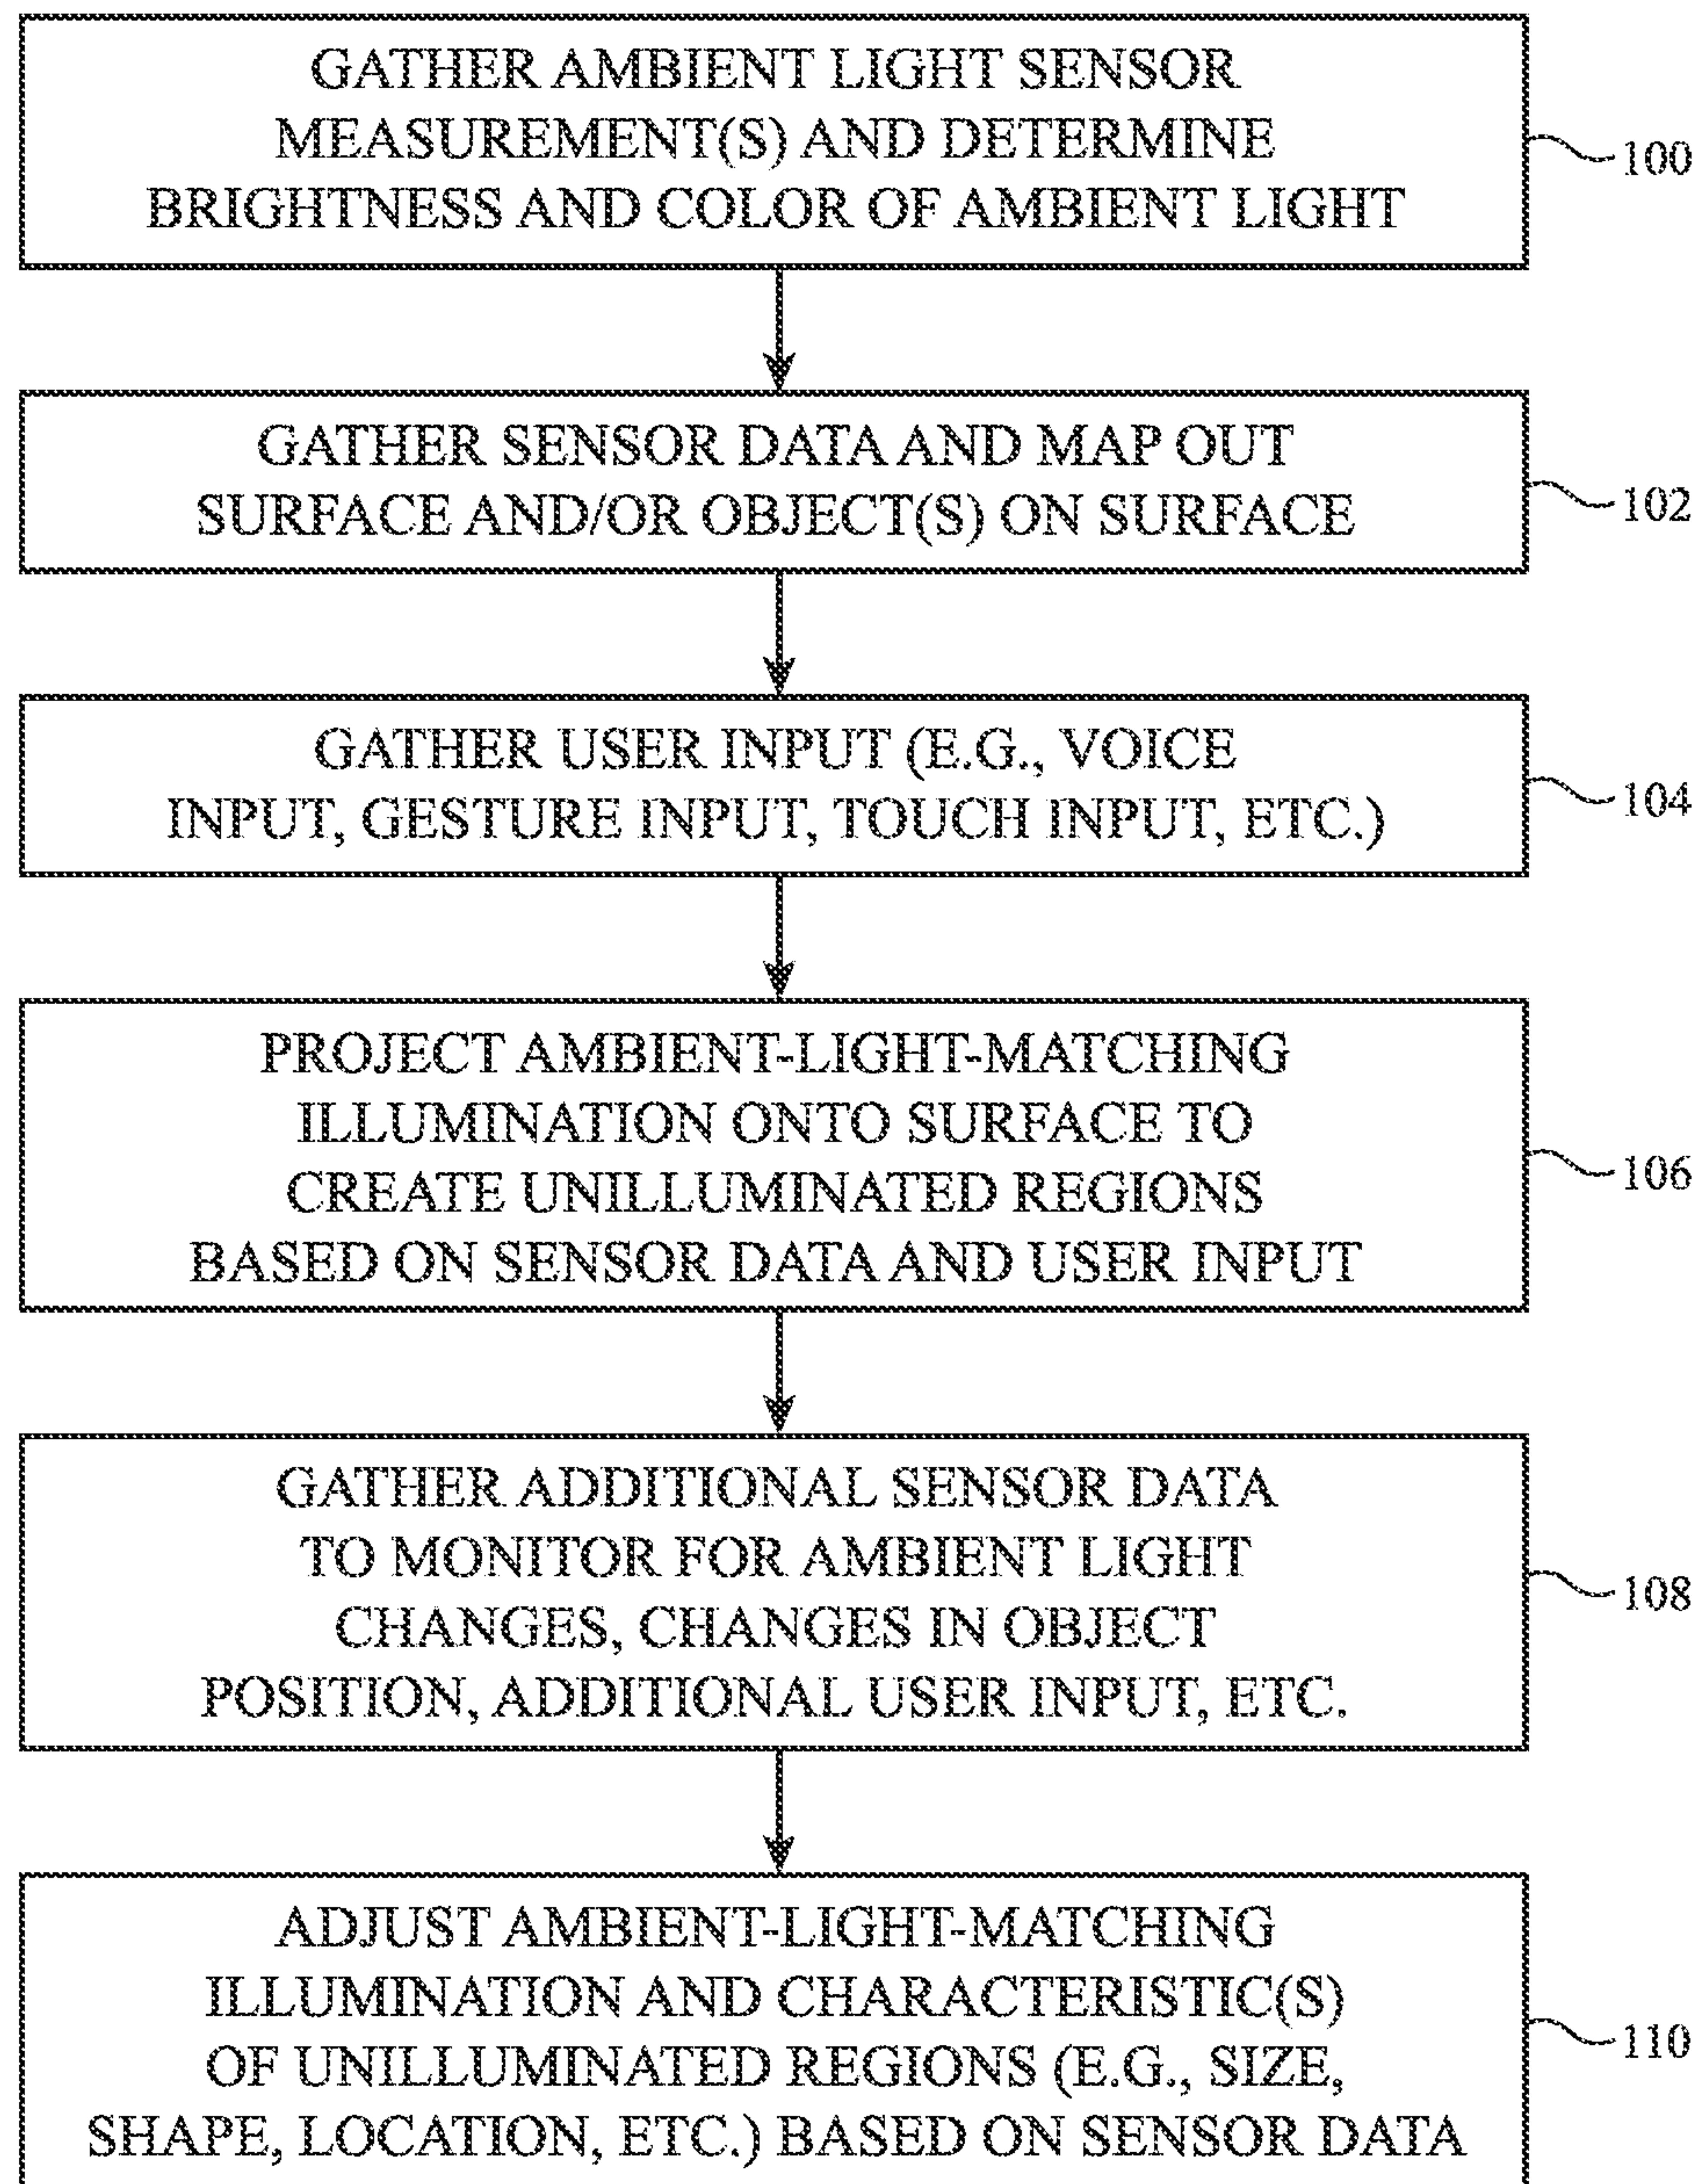 GATHER AMBIENT LIGHT SENSOR
MEASUREMENT(S) AND DETERMINE
BRIGHTNESS AND COLOR OF AMBIENT LIGHT
100
GATHER SENSOR DATA AND MAP OUT
SURFACE AND/OR OBJECT(S) ON SURFACE
102
GATHER USER INPUT (E.G., VOICE
INPUT, GESTURE INPUT, TOUCH INPUT, ETC.)
104
PROJECT AMBIENT-LIGHT-MATCHING
ILLUMINATION ONTO SURFACE TO
CREATE UNILLUMINATED REGIONS
BASED ON SENSOR DATA AND USER INPUT
106
GATHER ADDITIONAL SENSOR DATA
TO MONITOR FOR AMBIENT LIGHT
CHANGES, CHANGES IN OBJECT
POSITION, ADDITIONAL USER INPUT, ETC.
108
ADJUST AMBIENT-LIGHT-MATCHING
ILLUMINATION AND CHARACTERISTIC(S)
OF UNILLUMINATED REGIONS (E.G., SIZE,
SHAPE, LOCATION, ETC.) BASED ON SENSOR DATA
110